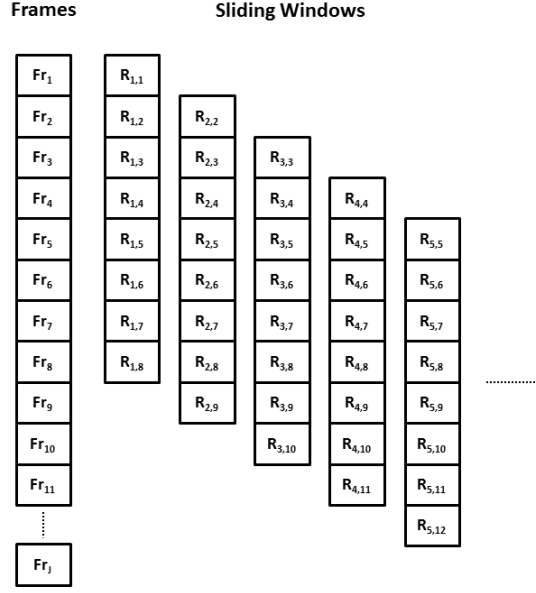 Frames Sliding Windows
Fr1 R1,1
Fr2 R1,2 R2,2
Fr3 R1,3 R2,3 R3,3
Fr4 R1,4 R2,4 R3,4 R4,4
Fr5 R1,5 R2,5 R3,5 R4,5 R5,5
Fr6 R1,6 R2,6 R3,6 R4,6 R5,6
Fr7 R1,7 R2,7 R3,7 R4,7 R5,7
Fr8 R1,8 R2,8 R3,8 R4,8 R5,8
Fr9 R2,9 R3,9 R4,9 R5,9
Fr10 R3,10 R4,10 R5,10
Fr11 R4,11 R5,11
R5,12
FrJ